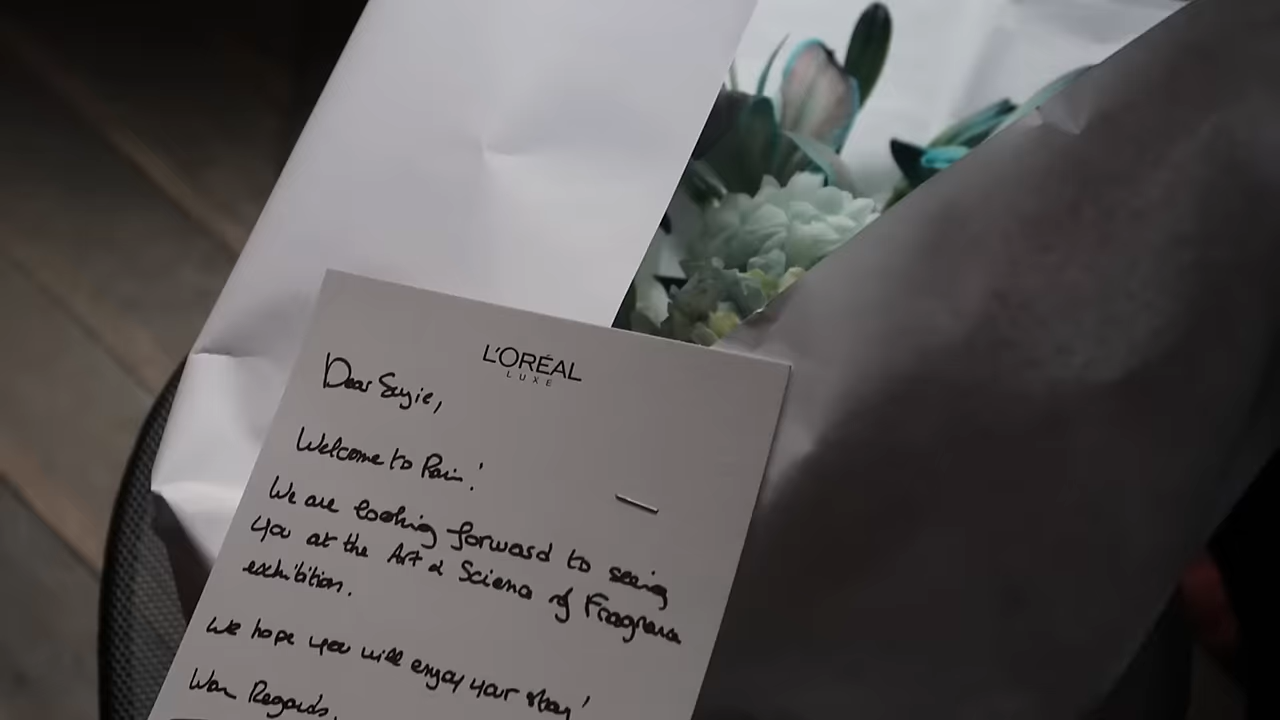 L'ORÉAL
LUXE
Dear Suzie,
Welcome to Paris!
We are looking forward to seeing
you at the Art & Science of Fragrance
exhibition.
We hope you will enjoy your stay!
Warm Regards,